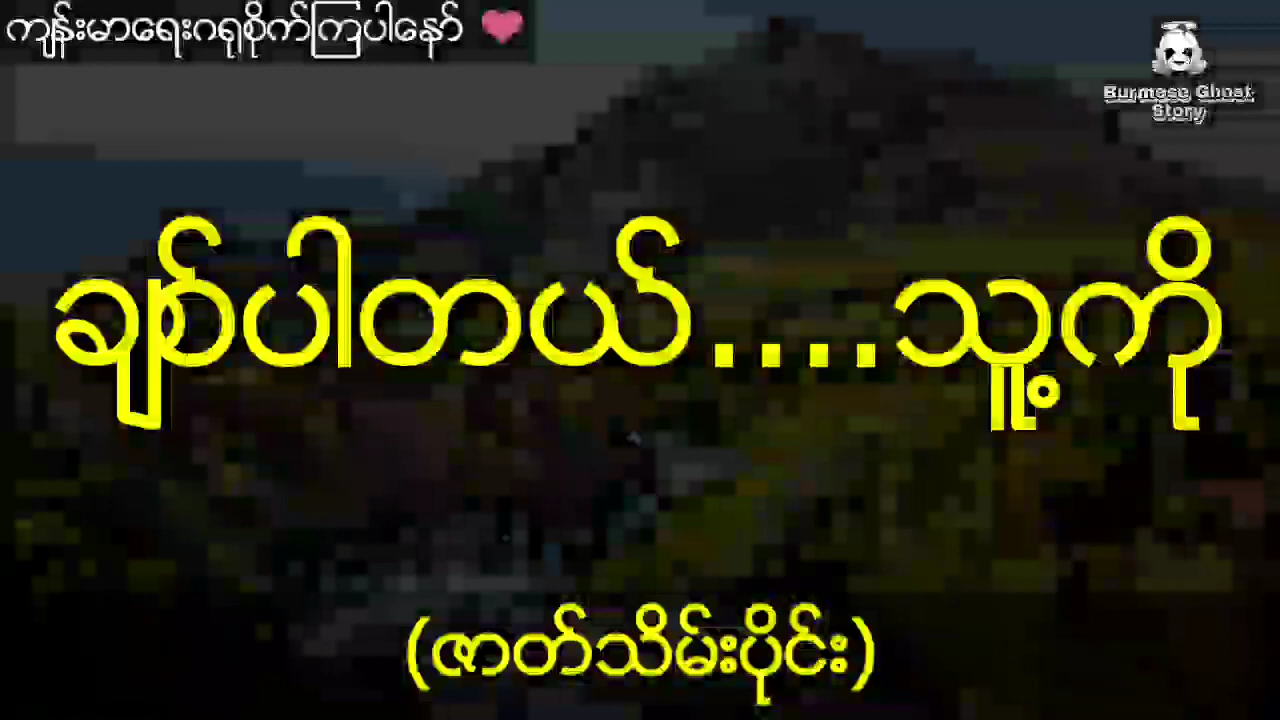 ကျန်းမာရေးဂရုစိုက်ကြပါနော် ❤
Burmese Ghost
Story
ချစ်ပါတယ်....သူ့ကို
(ဇာတ်သိမ်းပိုင်း)